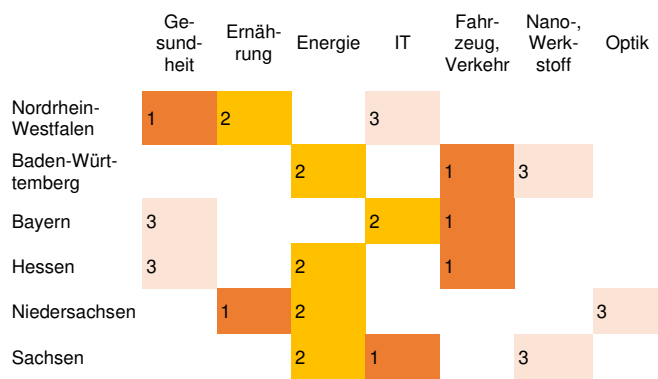 Ge-
sund-
heit
Ernäh-
rung
Energie
IT
Fahr-
zeug,
Verkehr
Nano-,
Werk-
stoff
Optik
Nordrhein-
Westfalen
1 2 3
Baden-Würt-
temberg
2 1 3
Bayern 3 2 1
Hessen 3 2 1
Niedersachsen 1 2 3
Sachsen 2 1 3